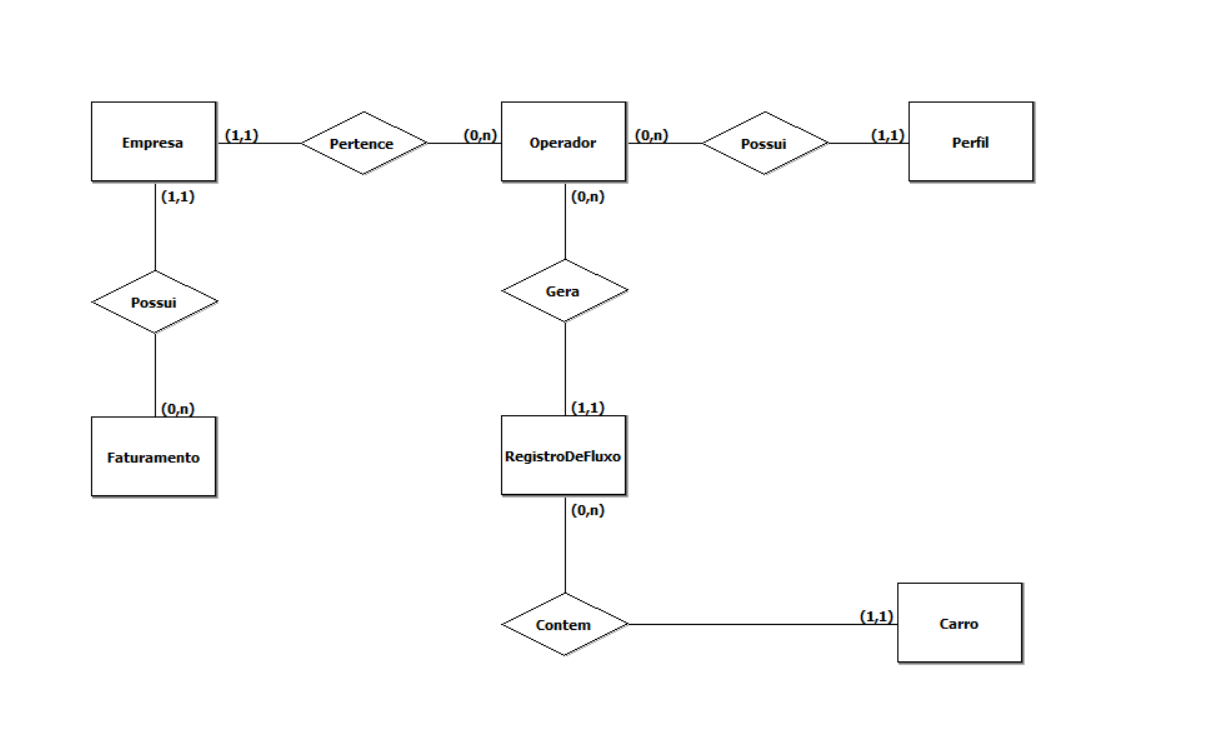 Empresa
(1,1)
Pertence
(0,n)
Operador
(0,n)
Possui
(1,1)
Perfil
(1,1)
(0,n)
Possui
Gera
(0,n)
(1,1)
Faturamento
RegistroDeFluxo
(0,n)
Contem
(1,1)
Carro